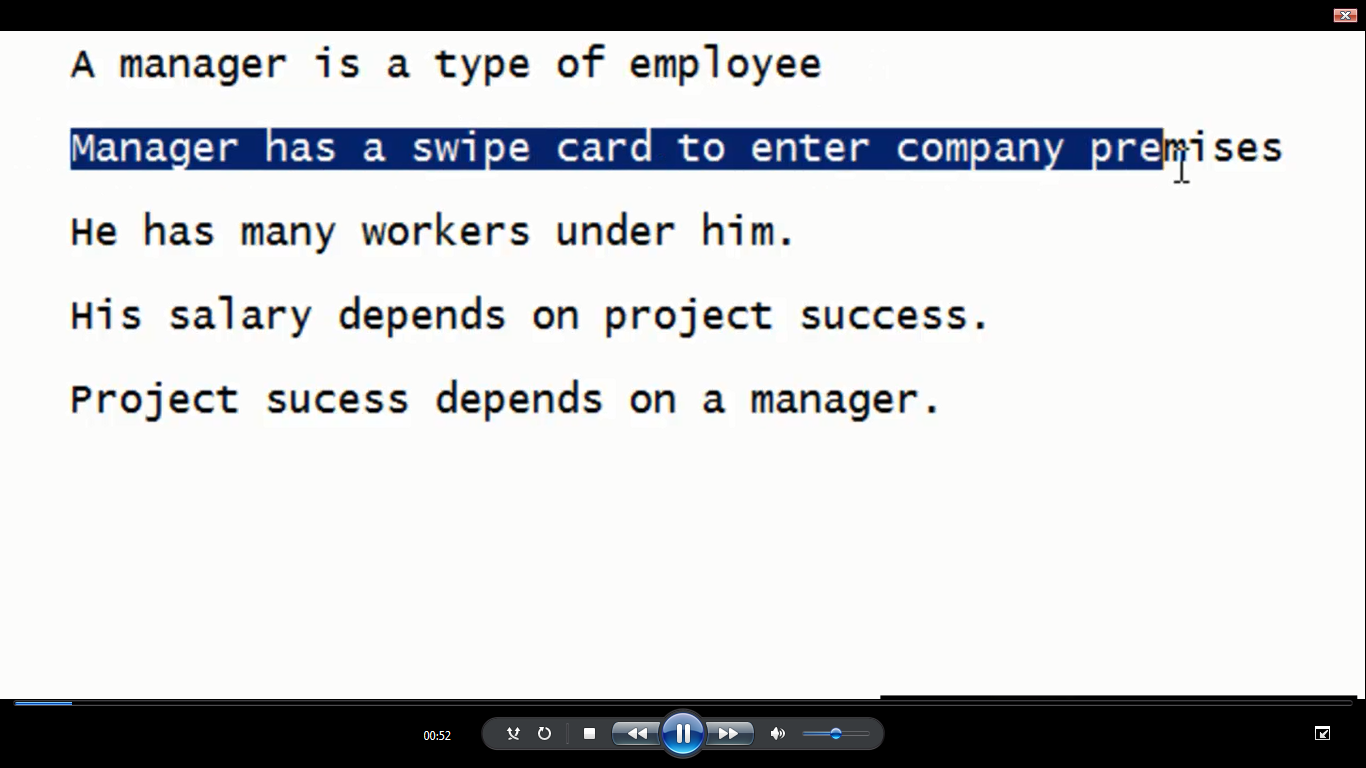 A manager is a type of employee
Manager has a swipe card to enter company premises
He has many workers under him.
His salary depends on project success.
Project sucess depends on a manager.
00:52